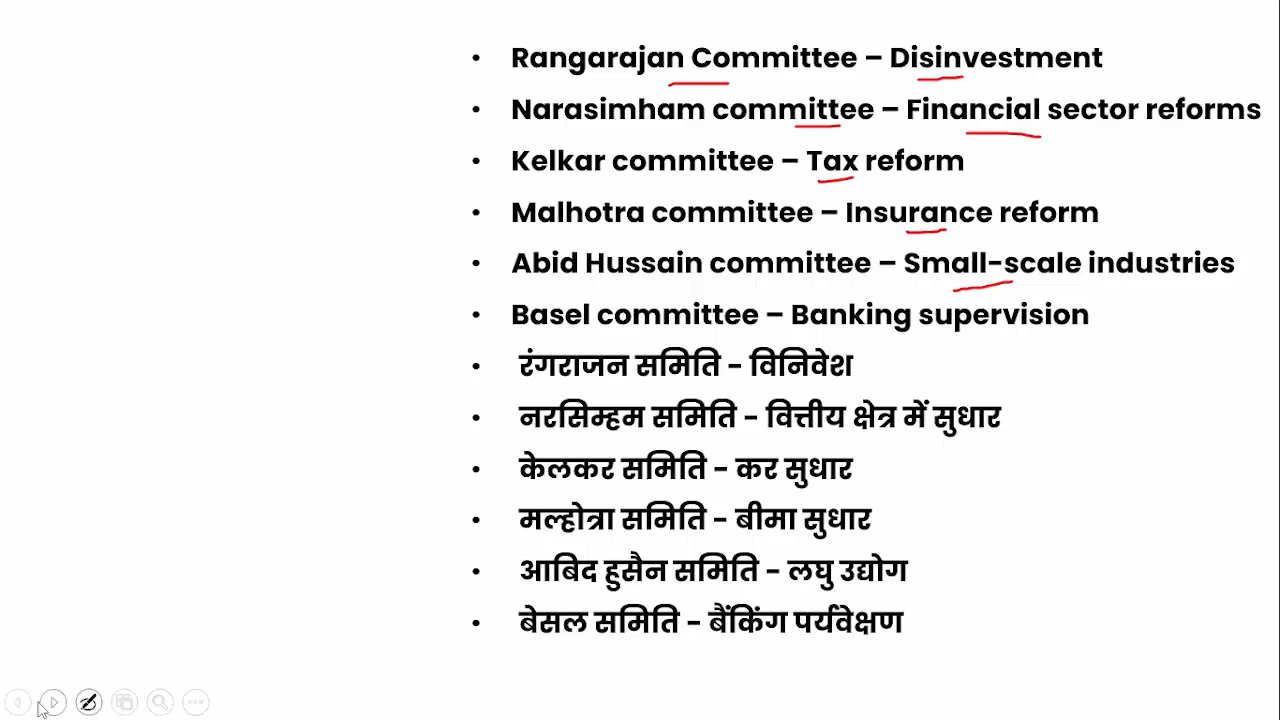 • Rangarajan Committee – Disinvestment
• Narasimham committee – Financial sector reforms
• Kelkar committee – Tax reform
• Malhotra committee – Insurance reform
• Abid Hussain committee – Small-scale industries
• Basel committee – Banking supervision
• रंगराजन समिति - विनिवेश
• नरसिम्हम समिति - वित्तीय क्षेत्र में सुधार
• केलकर समिति - कर सुधार
• मल्होत्रा समिति - बीमा सुधार
• आबिद हुसैन समिति - लघु उद्योग
• बेसल समिति - बैंकिंग पर्यवेक्षण